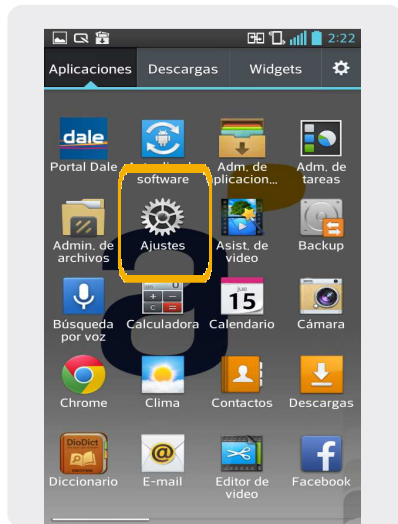 2:22
Aplicaciones Descargas Widgets
dale
Portal Dale
software
Adm. de
aplicacion...
Adm. de
tareas
Admin. de
archivos
Ajustes
Asist. de
video
Backup
Búsqueda
por voz
0
+ -
c =
Calculadora
jue
15
Calendario
Cámara
Chrome
Clima
Contactos
Descargas
DioDict
Diccionario
@
E-mail
Editor de
video
f
Facebook